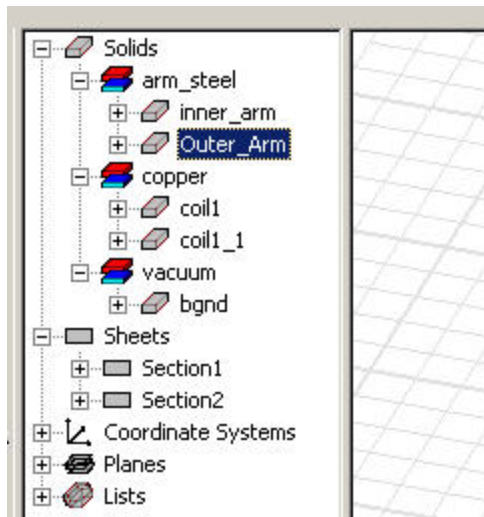 Solids
arm_steel
inner_arm
Outer_Arm
copper
coil1
coil1_1
vacuum
bgnd
Sheets
Section1
Section2
Coordinate Systems
Planes
Lists